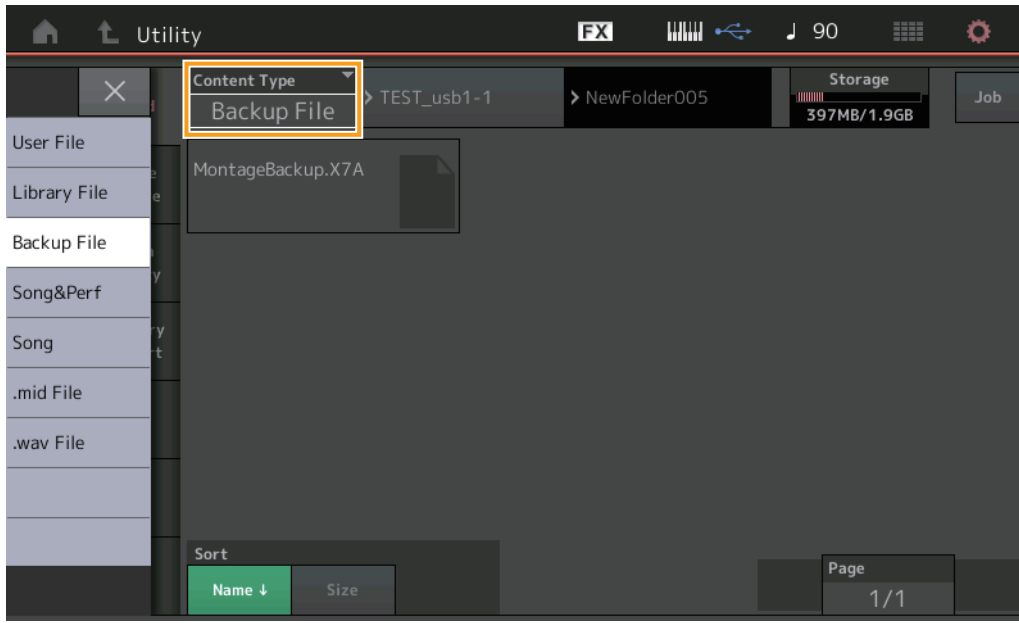 Utility
FX
90
Content Type
Backup File
TEST_usb1-1
NewFolder005
Storage
397MB/1.9GB
Job
User File
Library File
Backup File
Song&Perf
Song
.mid File
.wav File
MontageBackup.X7A
Sort
Name ↓
Size
Page
1/1